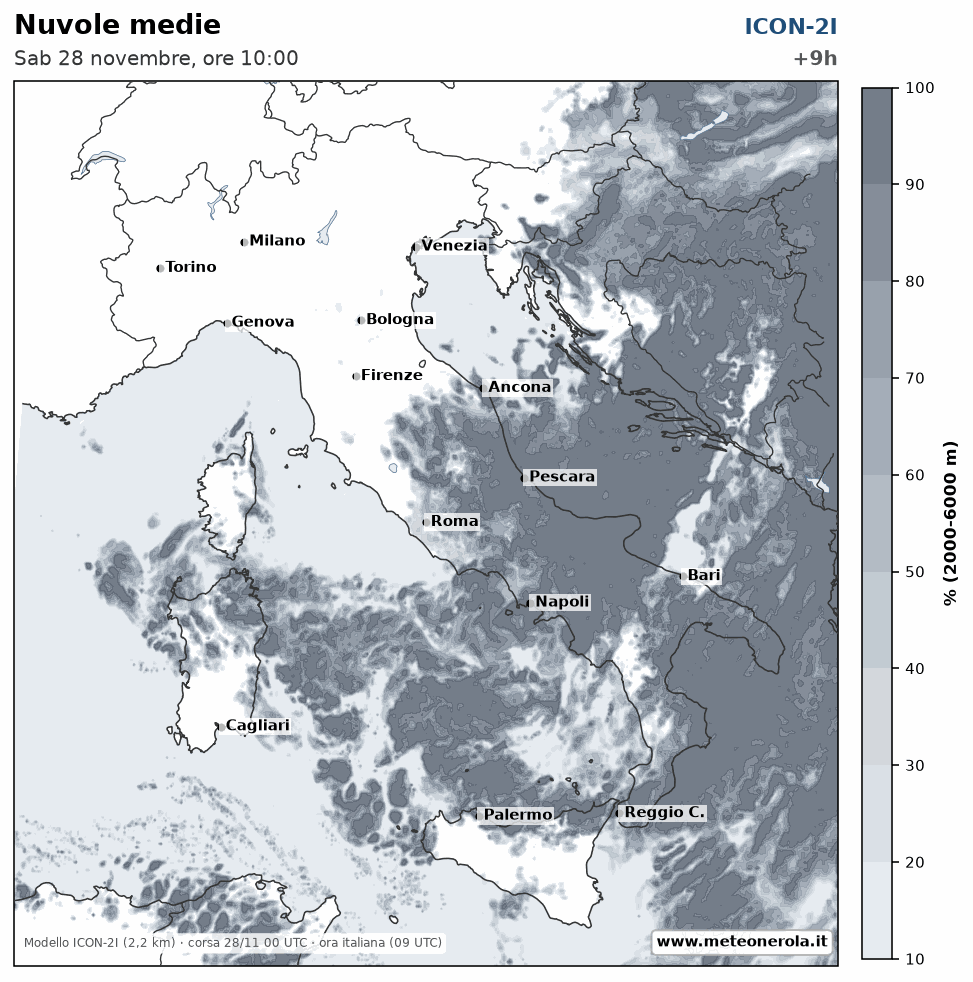 Nuvole medie
ICON-2I
Sab 28 novembre, ore 10:00
+9h
100
90
80
70
60
50
40
30
20
10
% (2000-6000 m)
Milano
Venezia
Torino
Genova
Bologna
Firenze
Ancona
Pescara
Roma
Bari
Napoli
Cagliari
Palermo
Reggio C.
Modello ICON-2I (2,2 km) · corsa 28/11 00 UTC · ora italiana (09 UTC)
www.meteonerola.it